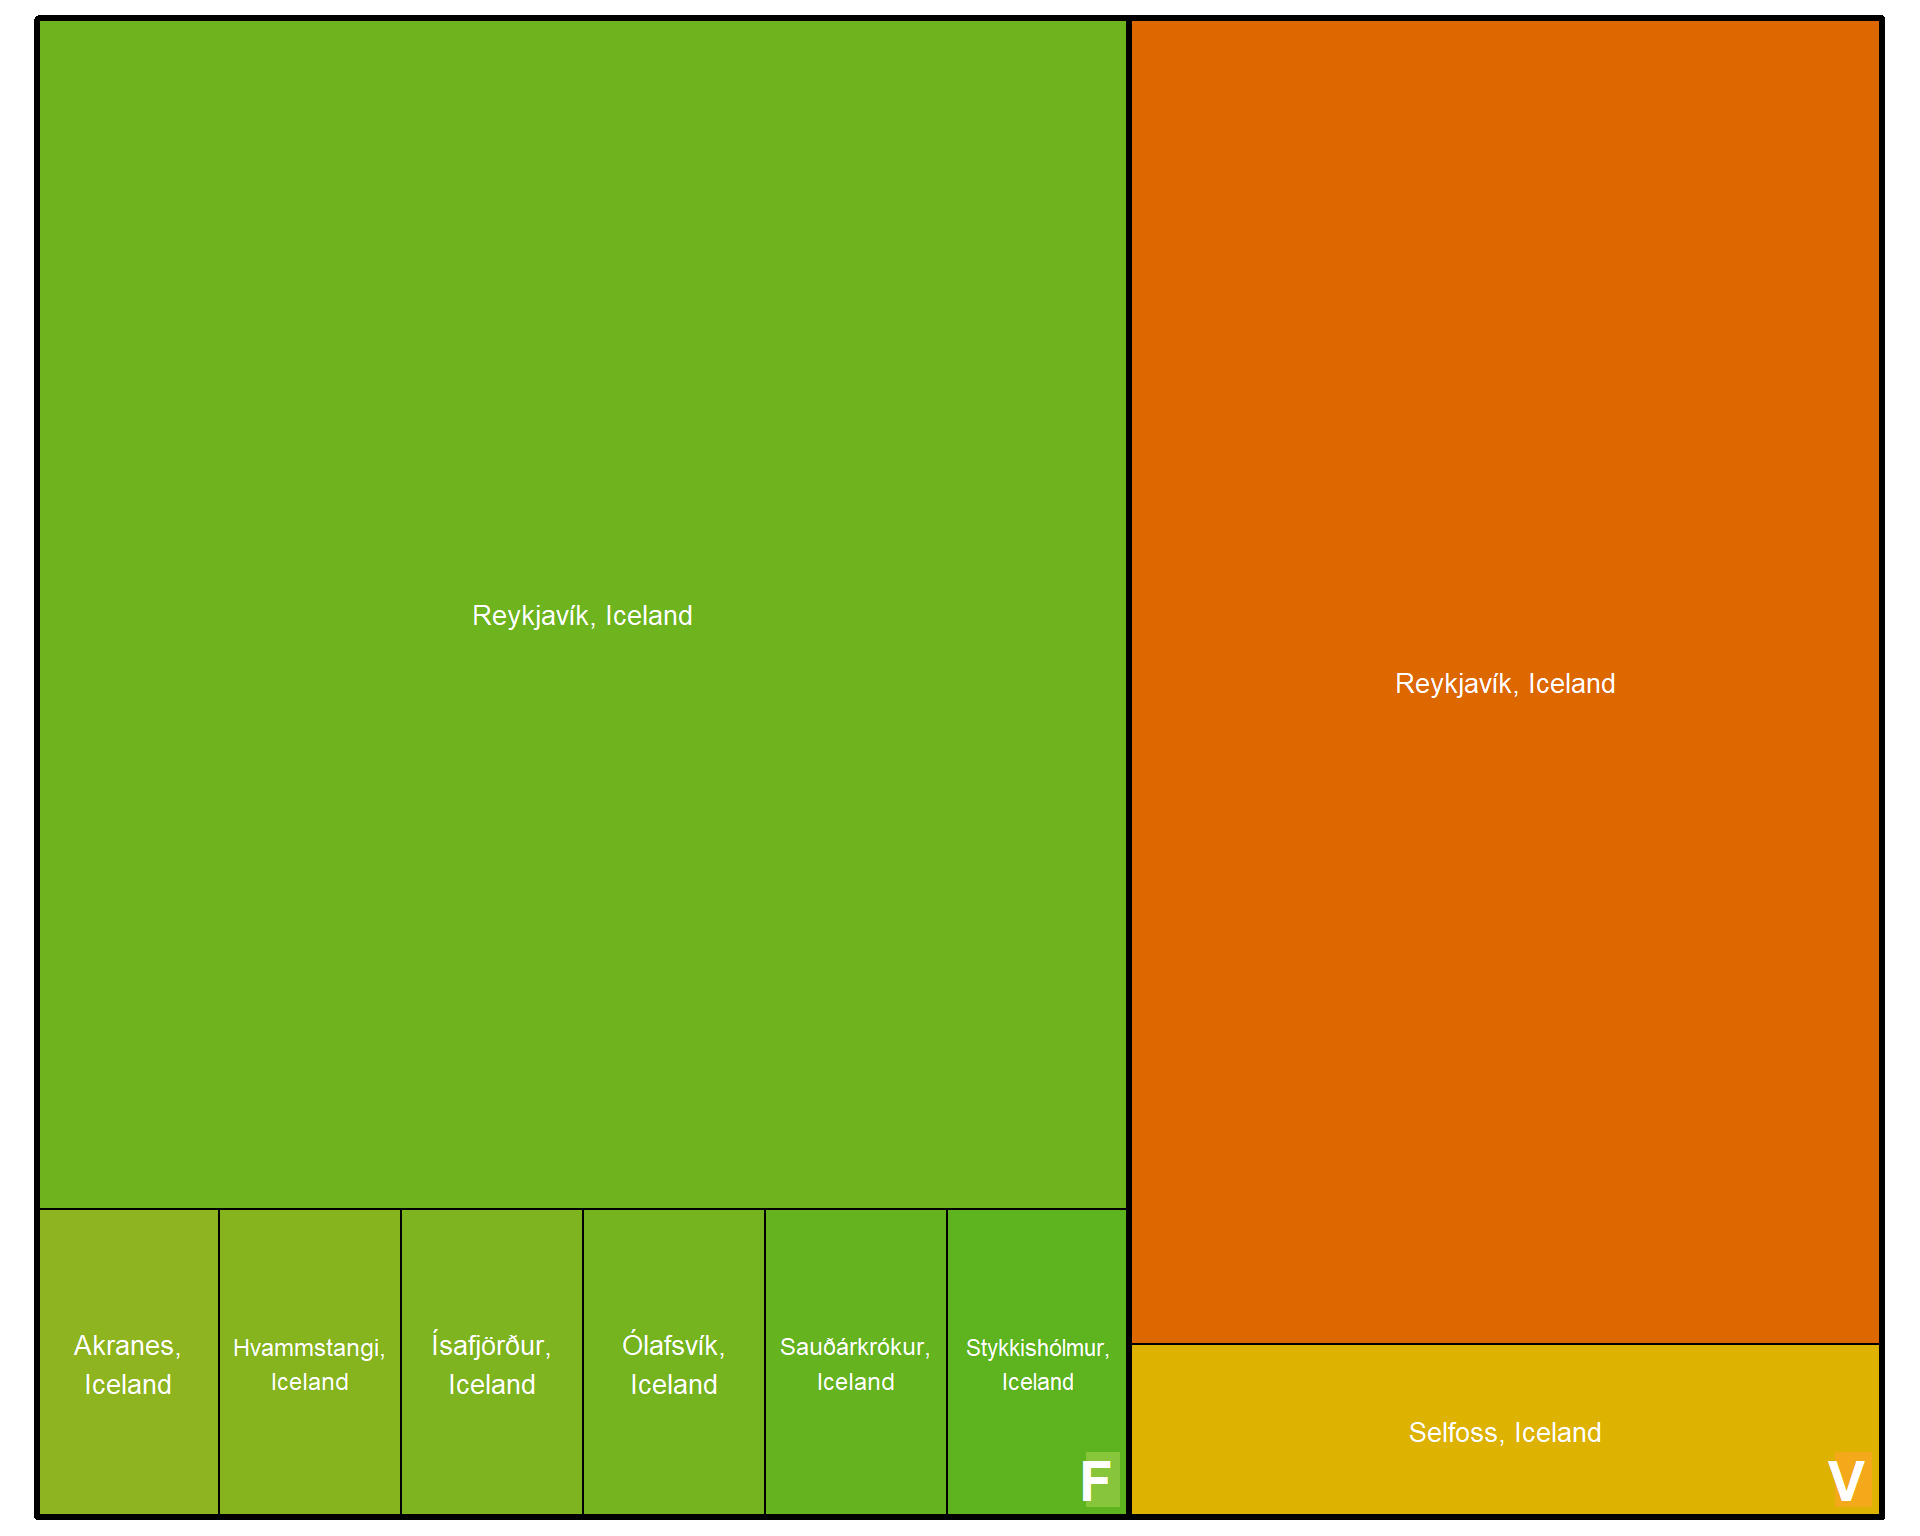 Reykjavík, Iceland
Reykjavík, Iceland
Akranes,
Iceland
Hvammstangi,
Iceland
Ísafjörður,
Iceland
Ólafsvík,
Iceland
Sauðárkrókur,
Iceland
Stykkishólmur,
Iceland
F
Selfoss, Iceland
V